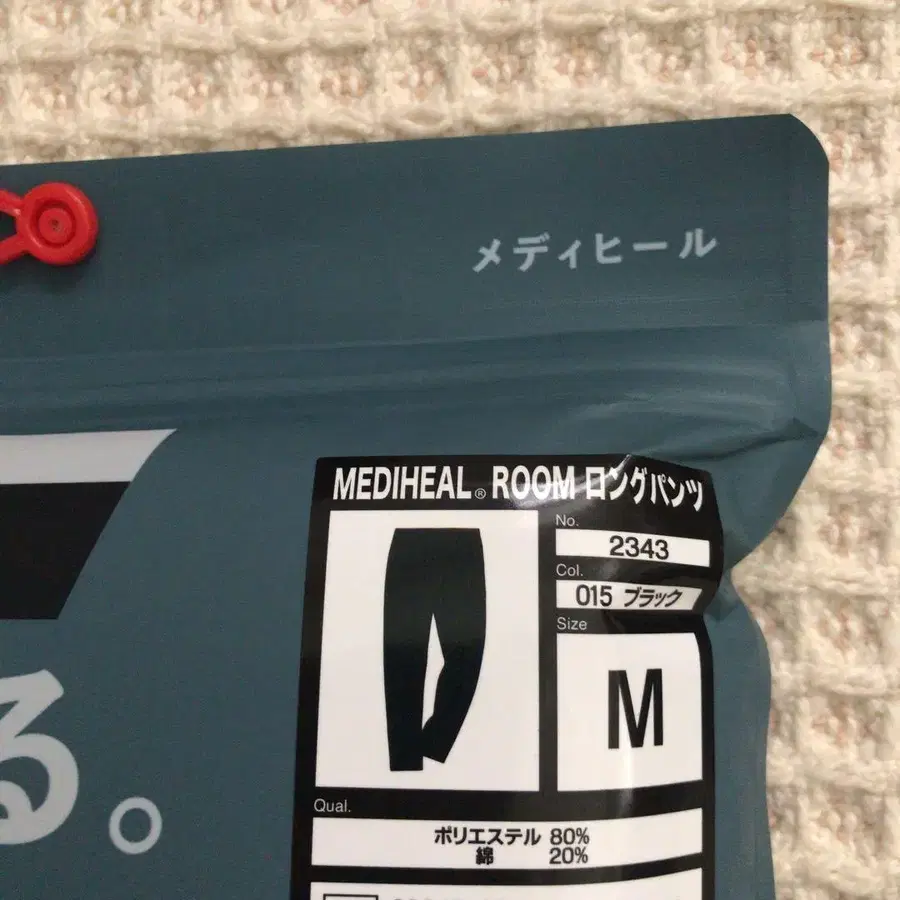 メディヒール
MEDIHEAL® ROOM ロングパンツ
No.
2343
Col.
015 ブラック
Size
M
る。
Qual.
ポリエステル 80%
綿 20%